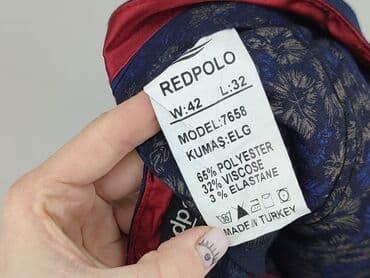 REDPOLO
W:42 L:32
MODEL:7658
KUMAŞ:ELG
65% POLYESTER
32% VISCOSE
3 % ELASTANE
MADE IN TURKEY